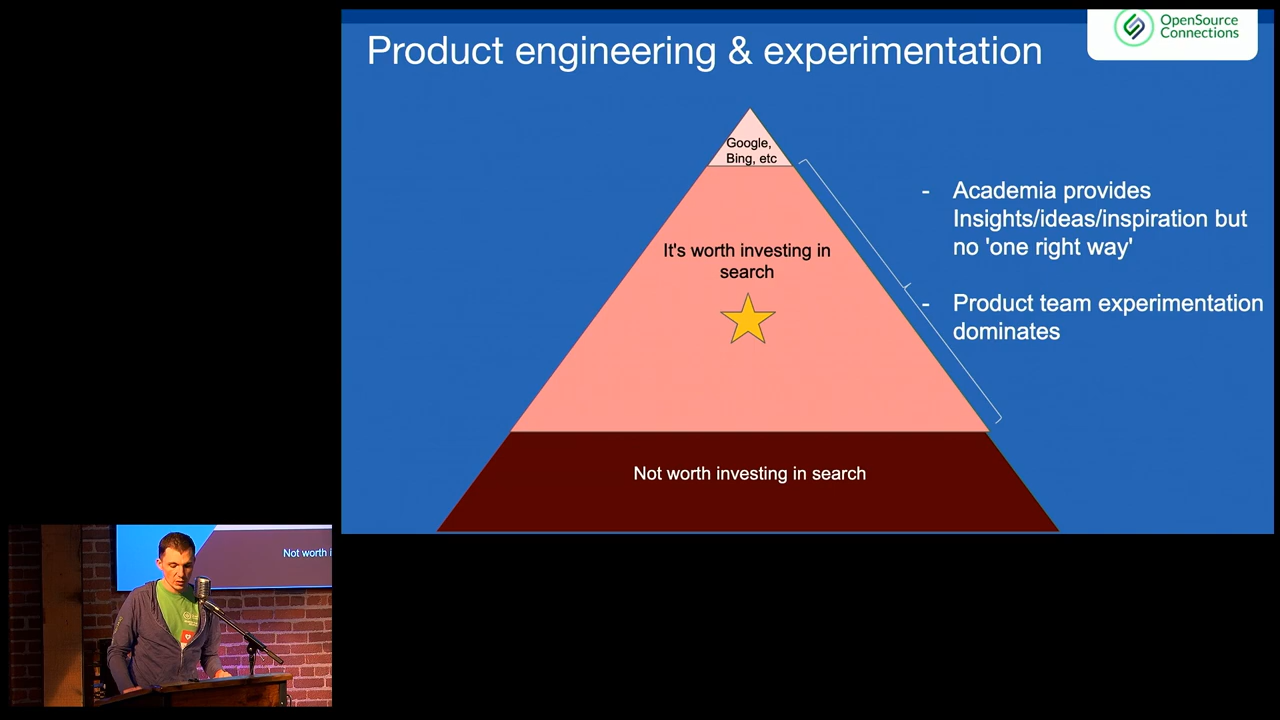 Product engineering & experimentation
OpenSource
Connections
Google,
Bing, etc
It's worth investing in
search
Not worth investing in search
- Academia provides
Insights/ideas/inspiration but
no 'one right way'
- Product team experimentation
dominates
Not worth i